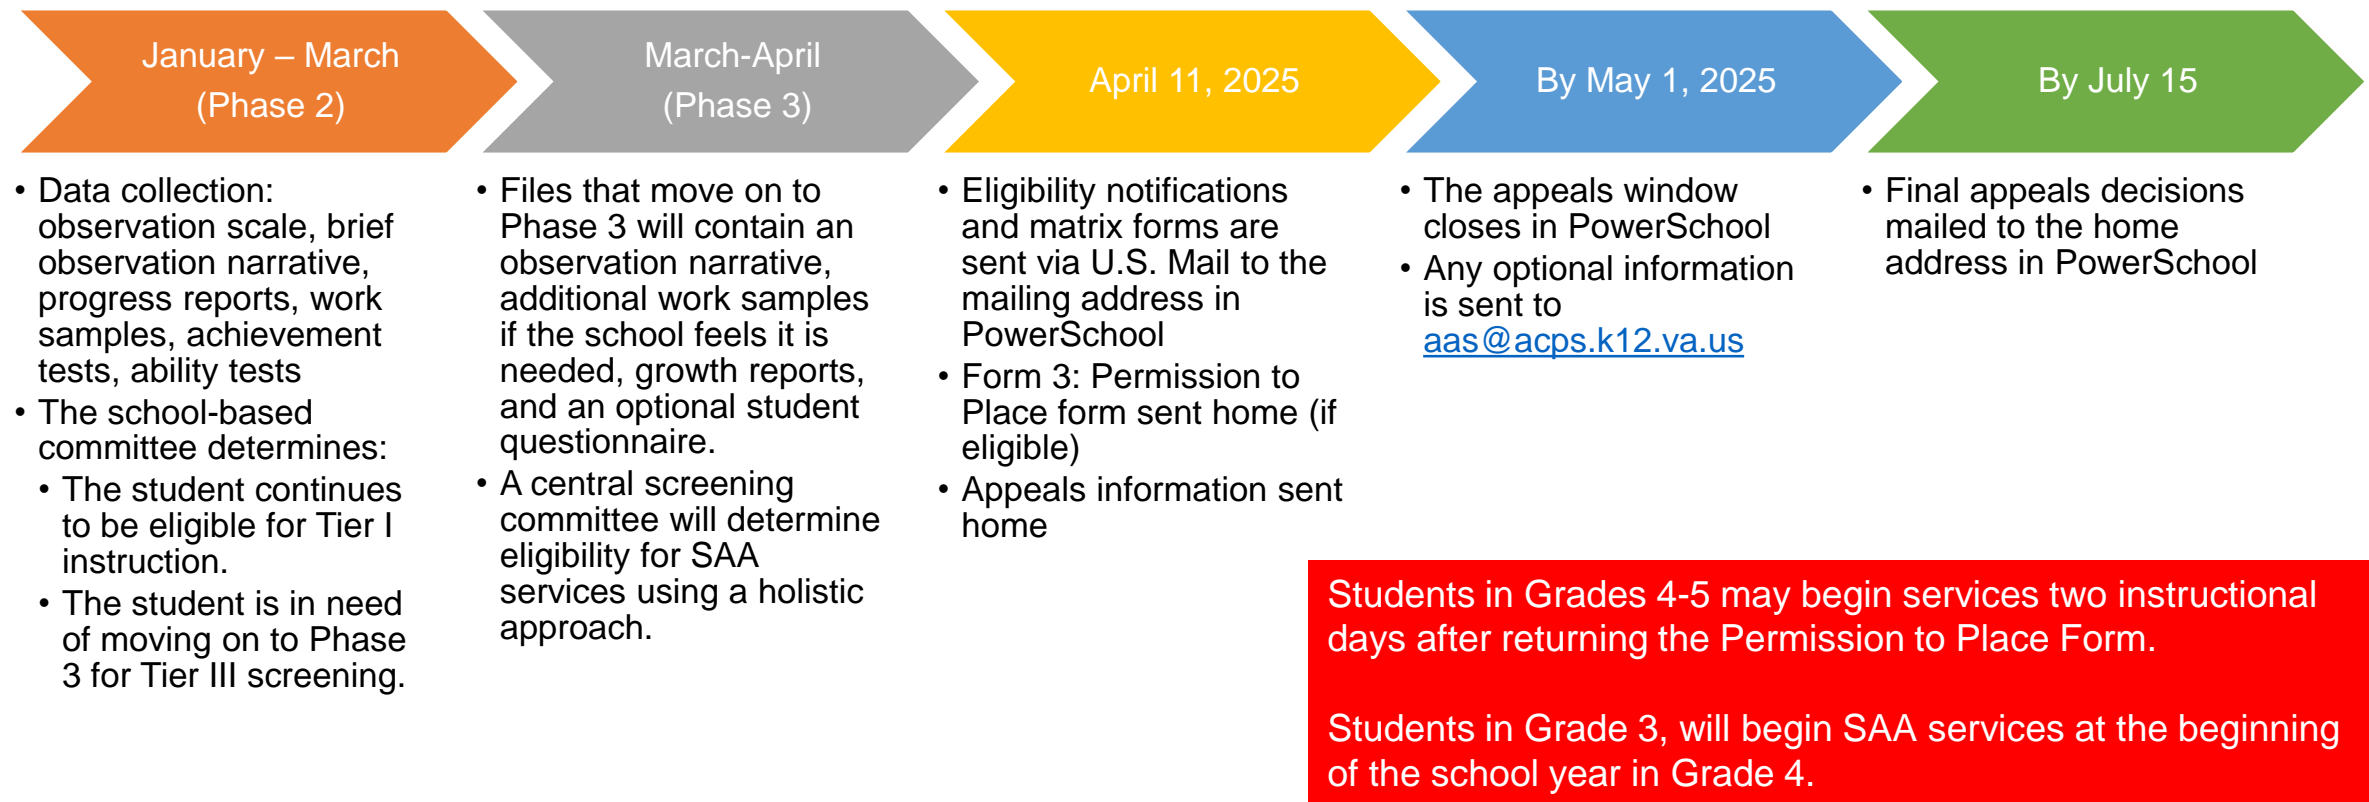 January – March
(Phase 2)
• Data collection:
observation scale, brief
observation narrative,
progress reports, work
samples, achievement
tests, ability tests
• The school-based
committee determines:
• The student continues
to be eligible for Tier I
instruction.
• The student is in need
of moving on to Phase
3 for Tier III screening.
March-April
(Phase 3)
• Files that move on to
Phase 3 will contain an
observation narrative,
additional work samples
if the school feels it is
needed, growth reports,
and an optional student
questionnaire.
• A central screening
committee will determine
eligibility for SAA
services using a holistic
approach.
April 11, 2025
• Eligibility notifications
and matrix forms are
sent via U.S. Mail to the
mailing address in
PowerSchool
• Form 3: Permission to
Place form sent home (if
eligible)
• Appeals information sent
home
By May 1, 2025
• The appeals window
closes in PowerSchool
• Any optional information
is sent to
aas@acps.k12.va.us
By July 15
• Final appeals decisions
mailed to the home
address in PowerSchool
Students in Grades 4-5 may begin services two instructional
days after returning the Permission to Place Form.
Students in Grade 3, will begin SAA services at the beginning
of the school year in Grade 4.